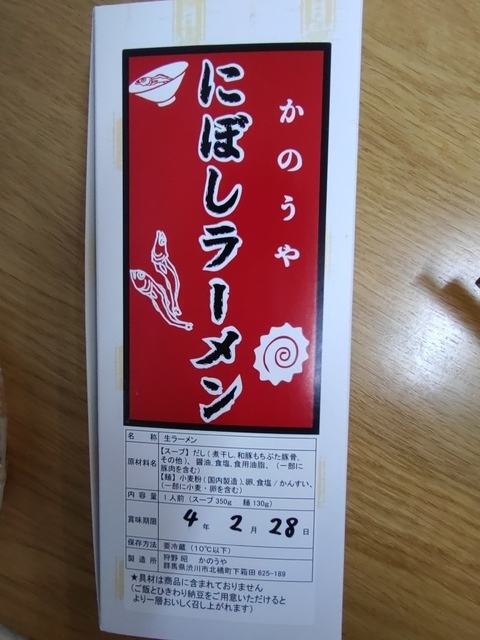 かのうや
にぼしラーメン
名 称 生ラーメン
原材料名 【スープ】だし(煮干し,和豚もちぶた豚骨,
その他)、醤油,食塩,食用油脂、(一部に
豚肉を含む)
【麺】小麦粉(国内製造),卵,食塩/かんすい、
(一部に小麦・卵を含む)
内 容 量 1人前(スープ350g 麺130g)
賞味期限 4年2月28日
保存方法 要冷蔵(10℃以下)
製 造 所 狩野 昭 かのうや
群馬県渋川市北橘町下箱田625-189
★具材は商品に含まれておりません
(ご飯とひきわり納豆をご用意いただけると
より一層おいしく召し上がれます)